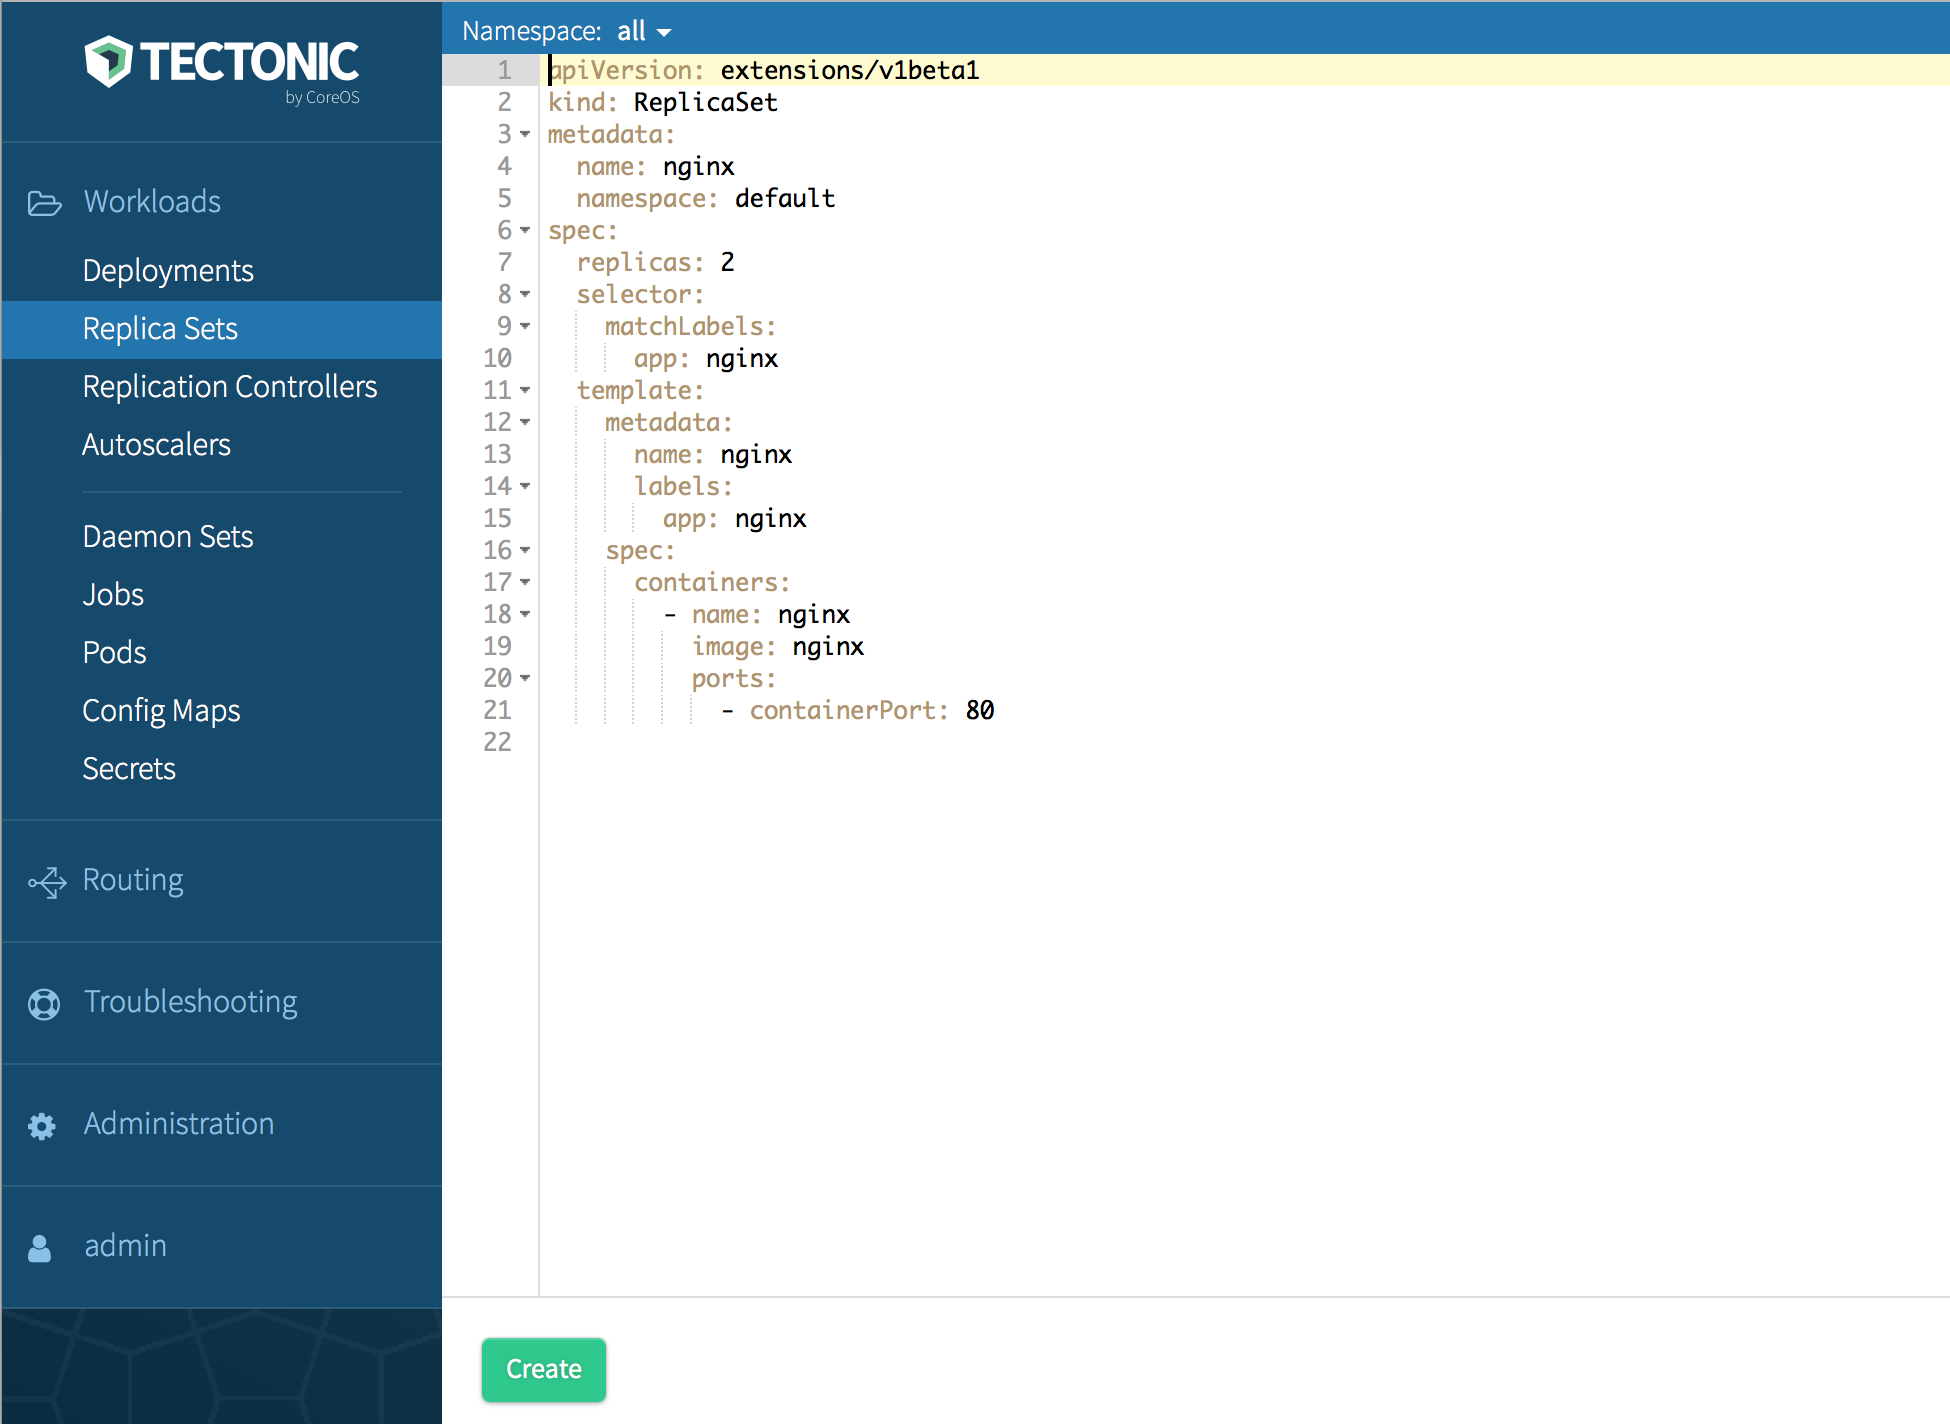 TECTONIC
by CoreOS
Workloads
Deployments
Replica Sets
Replication Controllers
Autoscalers
Daemon Sets
Jobs
Pods
Config Maps
Secrets
Routing
Troubleshooting
Administration
admin
Namespace: all
1 apiVersion: extensions/v1beta1
2 kind: ReplicaSet
3 metadata:
4   name: nginx
5   namespace: default
6 spec:
7   replicas: 2
8   selector:
9     matchLabels:
10       app: nginx
11   template:
12     metadata:
13       name: nginx
14       labels:
15         app: nginx
16     spec:
17       containers:
18         - name: nginx
19           image: nginx
20           ports:
21             - containerPort: 80
22
Create